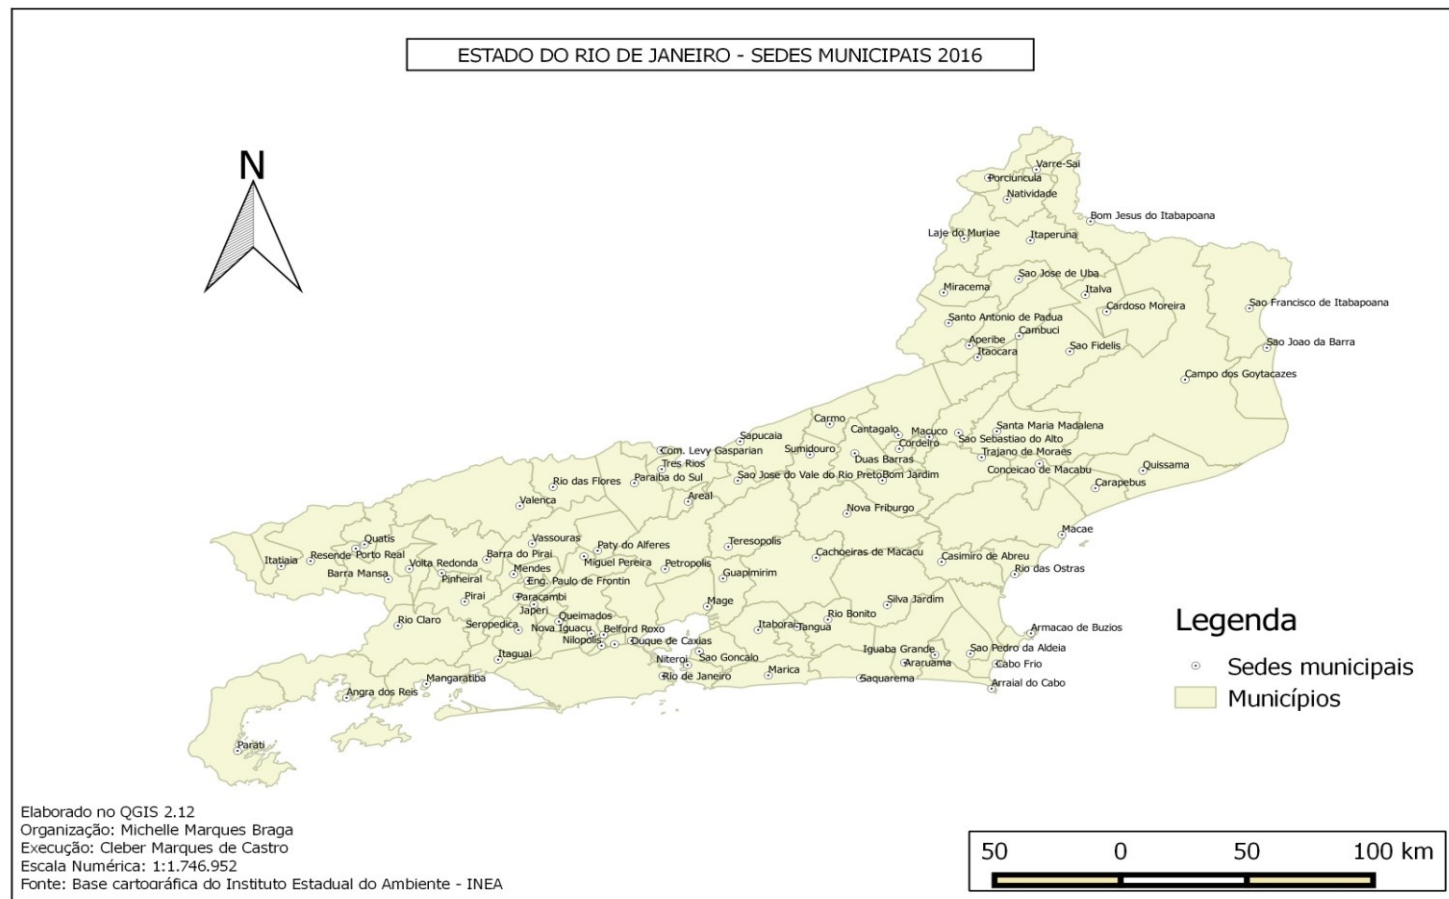 ESTADO DO RIO DE JANEIRO - SEDES MUNICIPAIS 2016
N
Varre-Sai
Porciuncula
Natividade
Bom Jesus do Itabapoana
Laje do Muriae
Itaperuna
Sao Jose de Uba
Miracema
Italva
Sao Francisco de Itabapoana
Cardoso Moreira
Santo Antonio de Padua
Cambuci
Aperibe
Sao Fidelis
Sao Joao da Barra
Itaocara
Campo dos Goytacazes
Carmo
Cantagalo
Macuco
Santa Maria Madalena
Sapucaia
Sao Sebastiao do Alto
Cordeiro
Com. Levy Gasparian
Sumidouro
Trajano de Moraes
Duas Barras
Tres Rios
Conceicao de Macabu
Quissama
Rio das Flores
Paraiba do Sul
Sao Jose do Vale do Rio Preto
Bom Jardim
Carapebus
Valenca
Areal
Nova Friburgo
Macae
Quatis
Vassouras
Paty do Alferes
Teresopolis
Itatiaia
Resende
Porto Real
Barra do Pirai
Miguel Pereira
Cachoeiras de Macacu
Casimiro de Abreu
Volta Redonda
Mendes
Petropolis
Barra Mansa
Pinheiral
Eng. Paulo de Frontin
Guapimirim
Rio das Ostras
Pirai
Paracambi
Mage
Silva Jardim
Japeri
Rio Claro
Seropedica
Queimados
Itaborai
Tangua
Rio Bonito
Nova Iguacu
Belford Roxo
Armacao de Buzios
Nilopolis
Duque de Caxias
Iguaba Grande
Sao Pedro da Aldeia
Itaguai
Niteroi
Sao Goncalo
Araruama
Cabo Frio
Mangaratiba
Rio de Janeiro
Marica
Saquarema
Arraial do Cabo
Angra dos Reis
Parati
Legenda
Sedes municipais
Municípios
Elaborado no QGIS 2.12
Organização: Michelle Marques Braga
Execução: Cleber Marques de Castro
Escala Numérica: 1:1.746.952
Fonte: Base cartográfica do Instituto Estadual do Ambiente - INEA
50 0 50 100 km